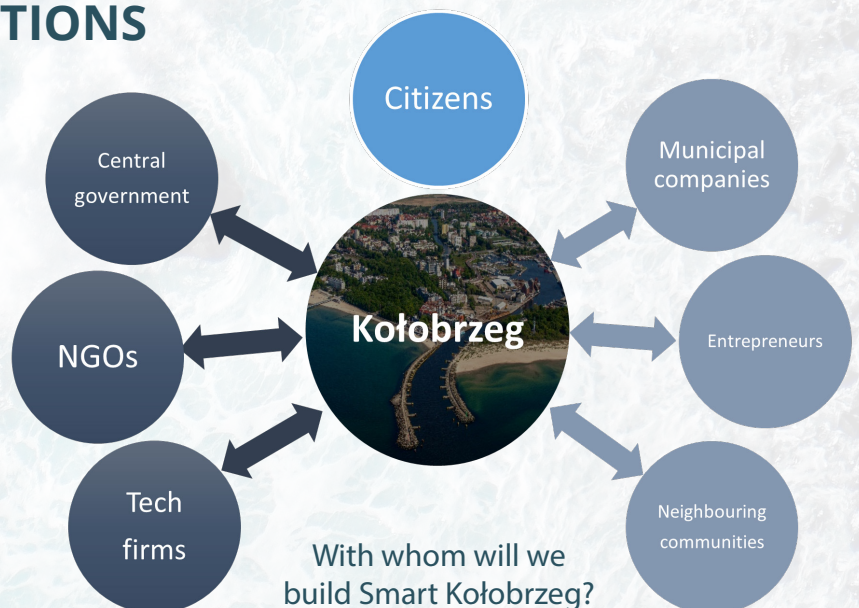 TIONS
Citizens
Central
government
Municipal
companies
Kołobrzeg
NGOs
Entrepreneurs
Tech
firms
Neighbouring
communities
With whom will we
build Smart Kołobrzeg?